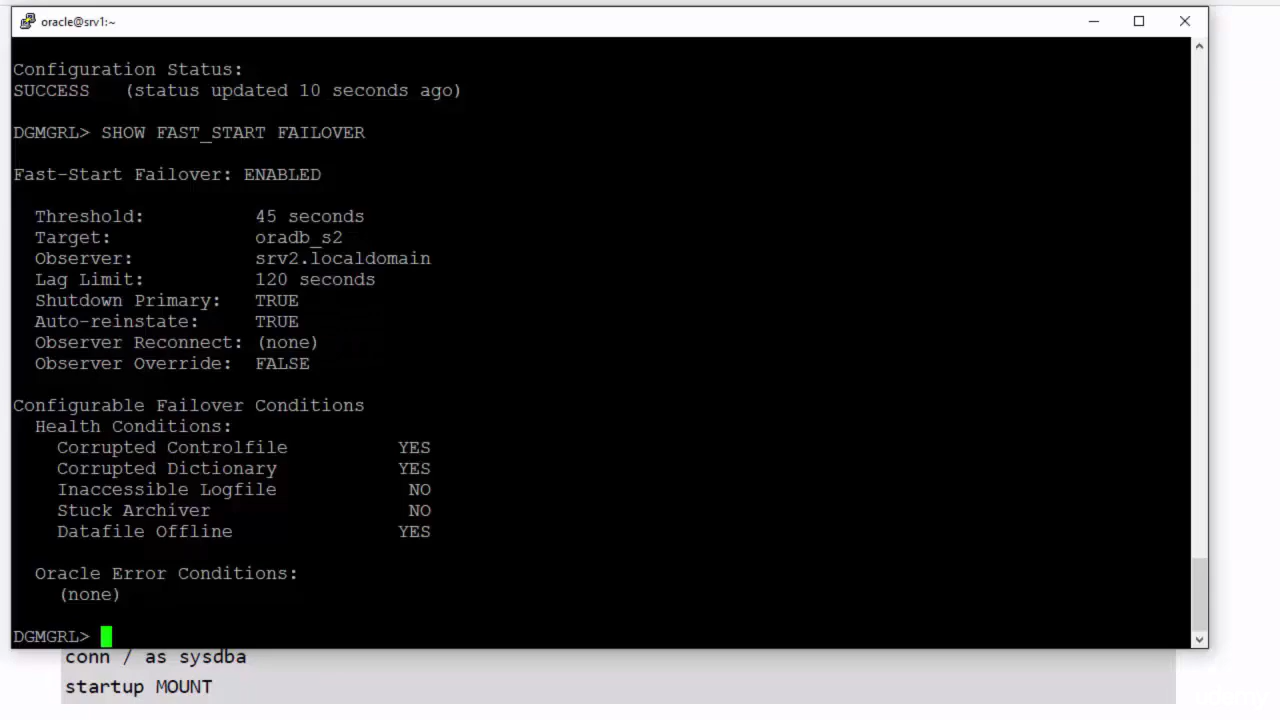 oracle@srv1:~
Configuration Status:
SUCCESS   (status updated 10 seconds ago)
DGMGRL> SHOW FAST_START FAILOVER
Fast-Start Failover: ENABLED
Threshold:          45 seconds
Target:             oradb_s2
Observer:           srv2.localdomain
Lag Limit:          120 seconds
Shutdown Primary:   TRUE
Auto-reinstate:     TRUE
Observer Reconnect: (none)
Observer Override:  FALSE
Configurable Failover Conditions
Health Conditions:
Corrupted Controlfile          YES
Corrupted Dictionary           YES
Inaccessible Logfile            NO
Stuck Archiver                  NO
Datafile Offline               YES
Oracle Error Conditions:
(none)
DGMGRL>
conn / as sysdba
startup MOUNT